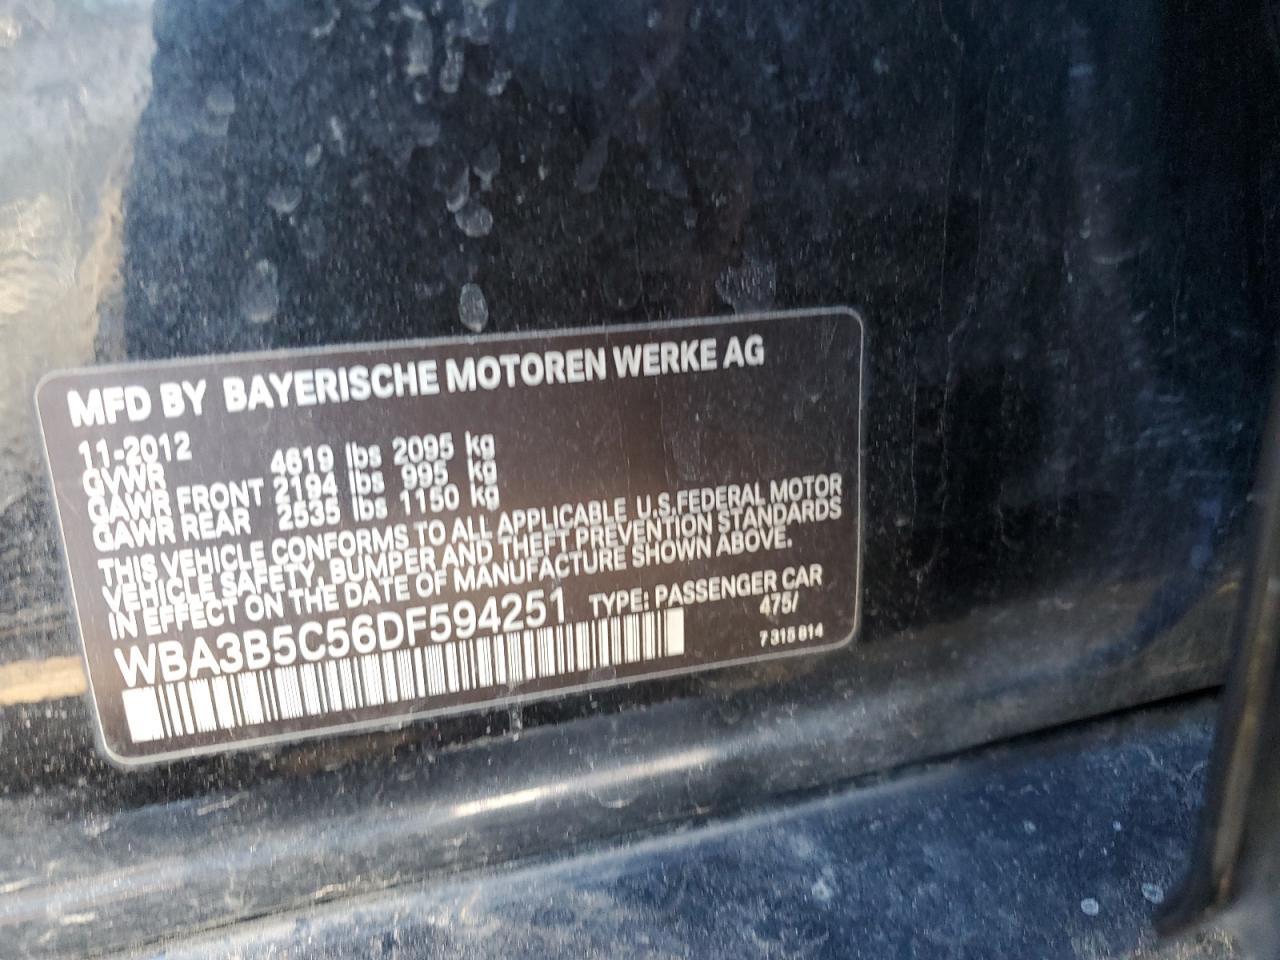 MFD BY BAYERISCHE MOTOREN WERKE AG
11-2012
GVWR 4619 lbs 2095 kg
GAWR FRONT 2194 lbs 995 kg
GAWR REAR 2535 lbs 1150 kg
THIS VEHICLE CONFORMS TO ALL APPLICABLE U.S.FEDERAL MOTOR
VEHICLE SAFETY, BUMPER AND THEFT PREVENTION STANDARDS
IN EFFECT ON THE DATE OF MANUFACTURE SHOWN ABOVE.
WBA3B5C56DF594251 TYPE: PASSENGER CAR
475/
7 315 814